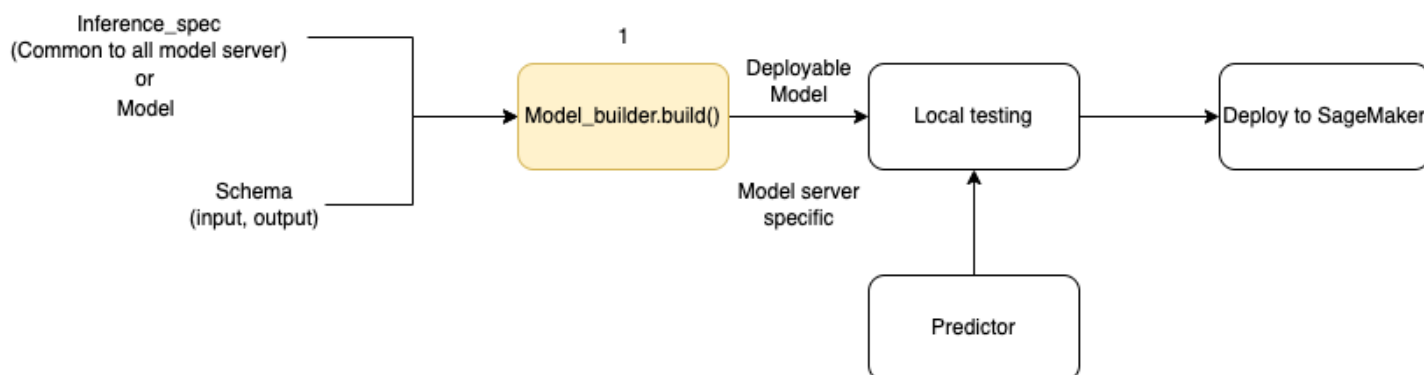 Inference_spec
(Common to all model server)
or
Model
Schema
(input, output)
1
Model_builder.build()
Deployable
Model
Model server
specific
Local testing
Predictor
Deploy to SageMaker